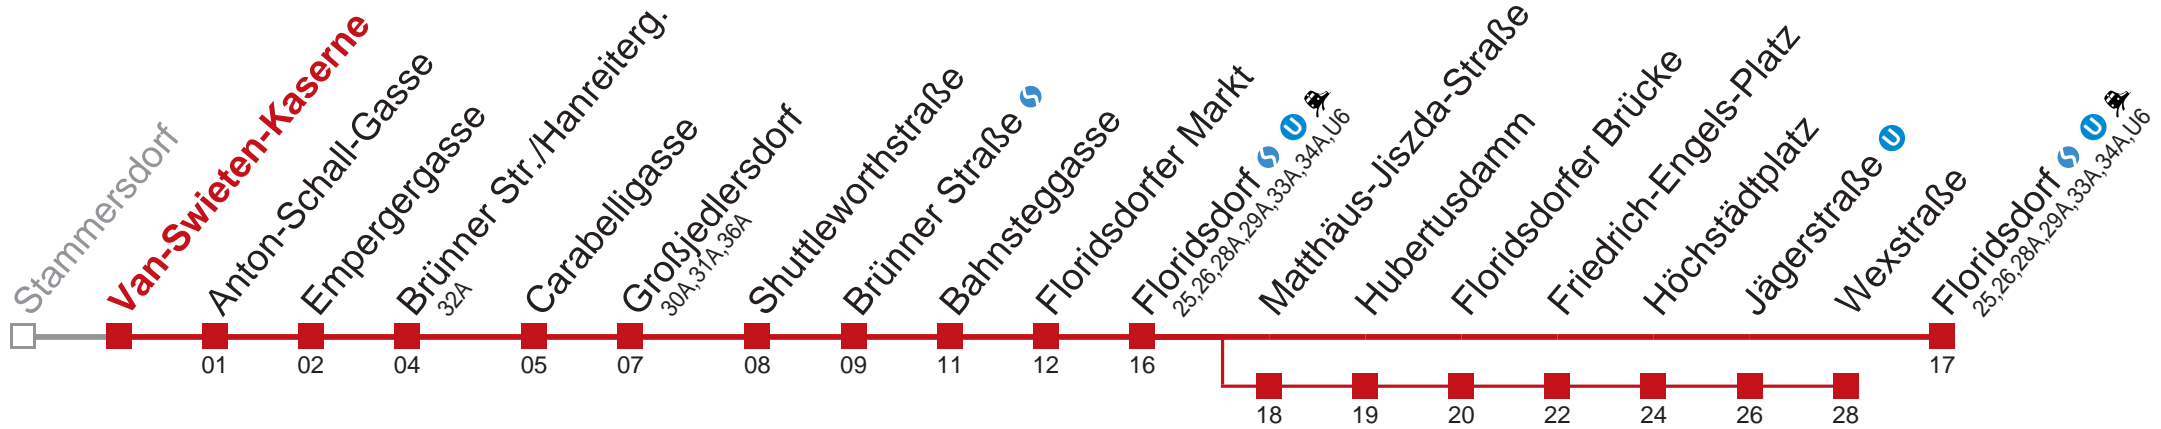 Stammersdorf
Van-Swieten-Kaserne
Anton-Schall-Gasse
Empergergasse
Brünner Str./Hanreiterg.
32A
Carabelligasse
Großjedlersdorf
30A,31A,36A
Shuttleworthstraße
Brünner Straße
Bahnsteggasse
Floridsdorfer Markt
Floridsdorf U
25,26,28A,29A,33A,34A,U6
Matthäus-Jiszda-Straße
Hubertusdamm
Floridsdorfer Brücke
Friedrich-Engels-Platz
Höchstädtplatz
Jägerstraße U
Wexstraße
Floridsdorf U
25,26,28A,29A,33A,34A,U6
01 02 04 05 07 08 09 11 12 16 17
18 19 20 22 24 26 28